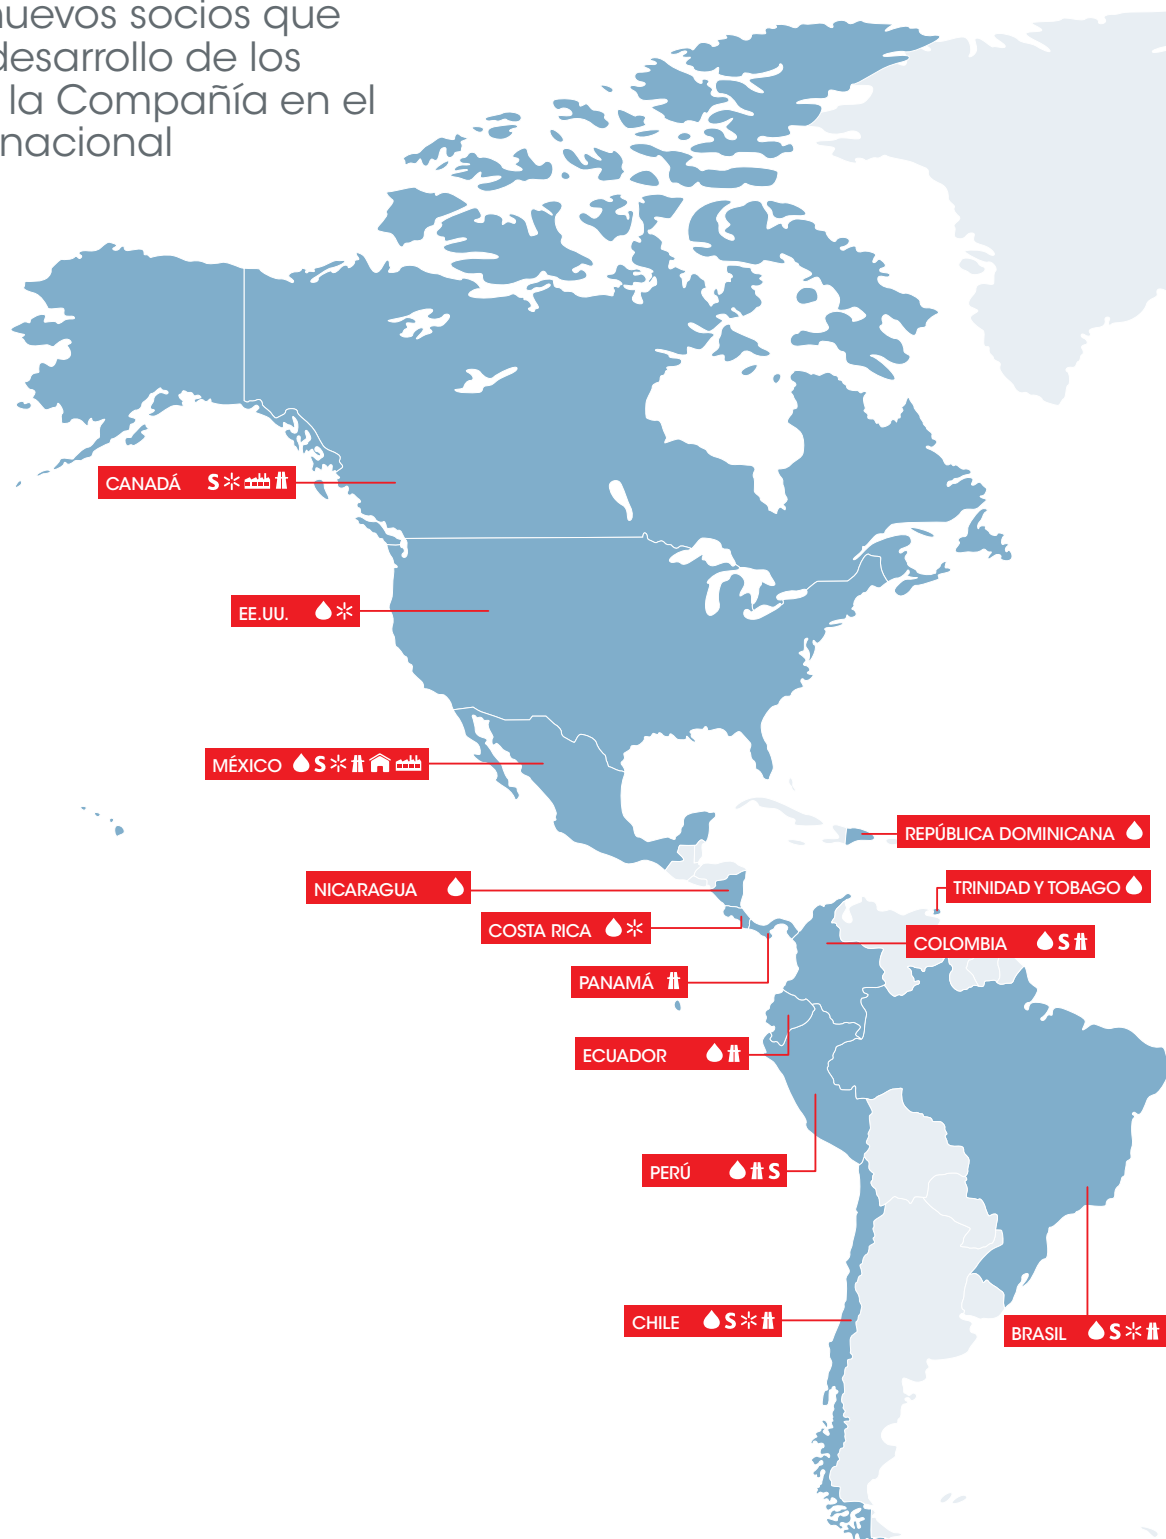 nuevos socios que
desarrollo de los
la Compañía en el
nacional
CANADÁ S
EE.UU.
MÉXICO S
REPÚBLICA DOMINICANA
NICARAGUA
TRINIDAD Y TOBAGO
COSTA RICA
COLOMBIA S
PANAMÁ
ECUADOR
PERÚ S
CHILE S
BRASIL S